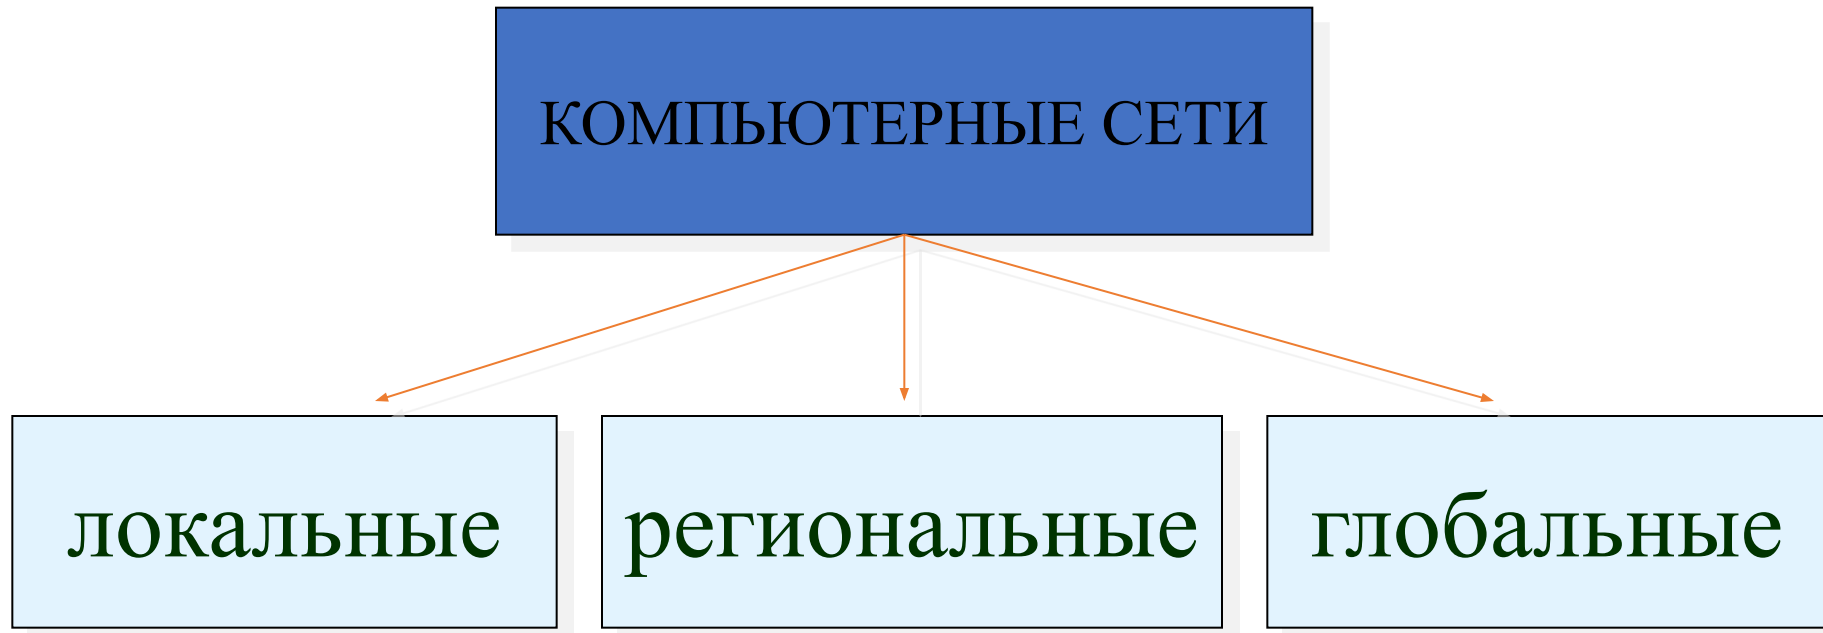 КОМПЬЮТЕРНЫЕ СЕТИ
локальные
региональные
глобальные